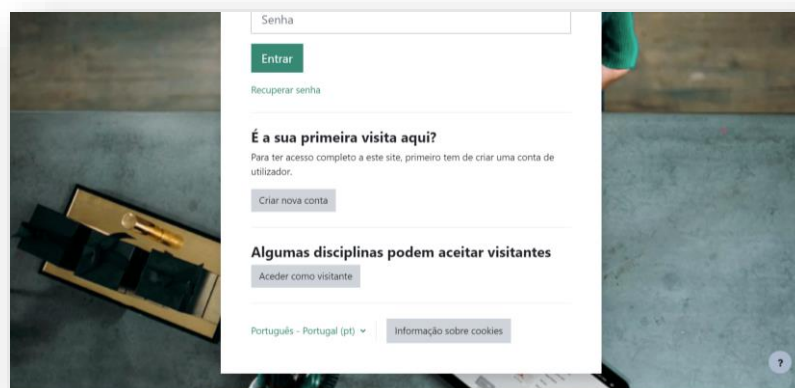 Senha
Entrar
Recuperar senha
É a sua primeira visita aqui?
Para ter acesso completo a este site, primeiro tem de criar uma conta de
utilizador.
Criar nova conta
Algumas disciplinas podem aceitar visitantes
Aceder como visitante
Português - Portugal (pt)
Informação sobre cookies
?